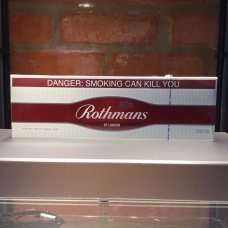 DANGER: SMOKING CAN KILL YOU
Rothmans
OF LONDON